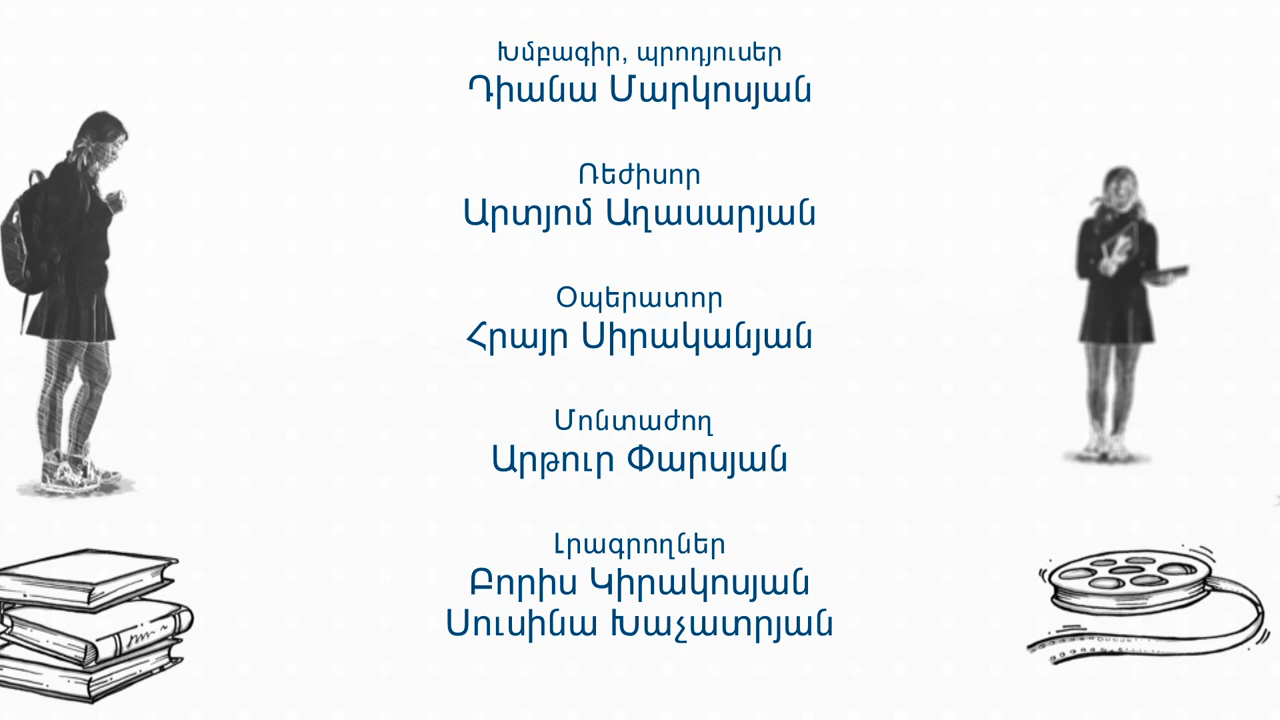 Խմբագիր, պրոդյուսեր
Դիանա Մարկոսյան
Ռեժիսոր
Արտյոմ Աղասարյան
Օպերատոր
Հրայր Սիրականյան
Մոնտաժող
Արթուր Փարսյան
Լրագրողներ
Բորիս Կիրակոսյան
Սուսինա Խաչատրյան